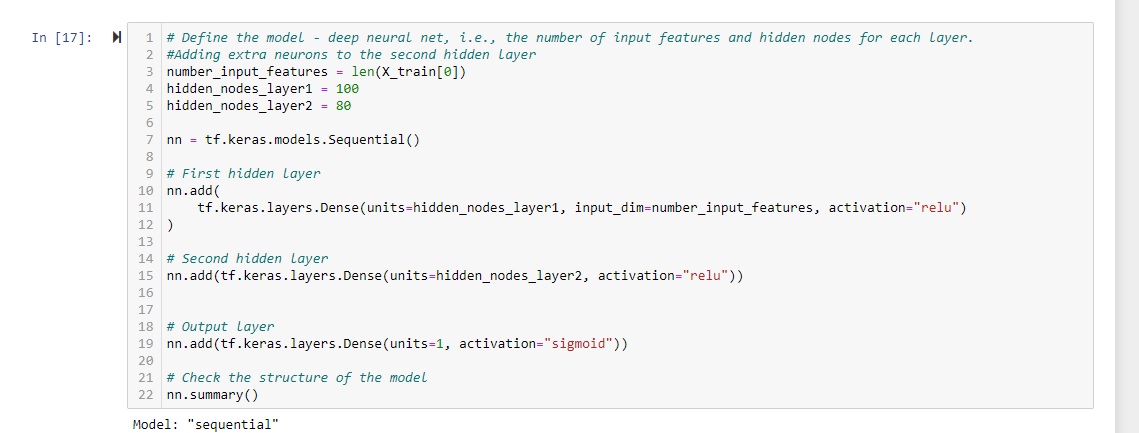 In [17]:
1 # Define the model - deep neural net, i.e., the number of input features and hidden nodes for each layer.
2 #Adding extra neurons to the second hidden layer
3 number_input_features = len(X_train[0])
4 hidden_nodes_layer1 = 100
5 hidden_nodes_layer2 = 80
6
7 nn = tf.keras.models.Sequential()
8
9 # First hidden layer
10 nn.add(
11     tf.keras.layers.Dense(units=hidden_nodes_layer1, input_dim=number_input_features, activation="relu")
12 )
13
14 # Second hidden layer
15 nn.add(tf.keras.layers.Dense(units=hidden_nodes_layer2, activation="relu"))
16
17
18 # Output layer
19 nn.add(tf.keras.layers.Dense(units=1, activation="sigmoid"))
20
21 # Check the structure of the model
22 nn.summary()
Model: "sequential"